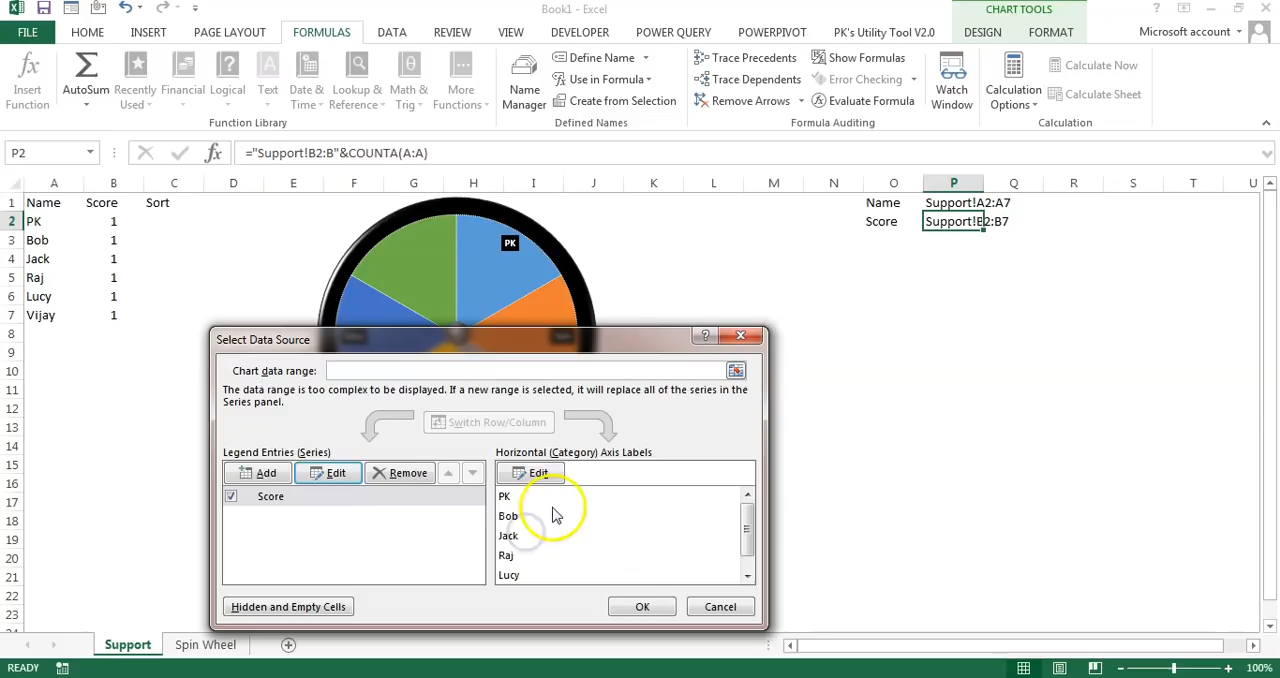 Book1 - Excel
CHART TOOLS
FILE HOME INSERT PAGE LAYOUT FORMULAS DATA REVIEW VIEW DEVELOPER POWER QUERY POWERPIVOT PK's Utility Tool V2.0 DESIGN FORMAT Microsoft account
Insert Function
AutoSum
Recently Used
Financial
Logical
Text
Date & Time
Lookup & Reference
Math & Trig
More Functions
Function Library
Name Manager
Define Name
Use in Formula
Create from Selection
Defined Names
Trace Precedents
Trace Dependents
Remove Arrows
Show Formulas
Error Checking
Evaluate Formula
Formula Auditing
Watch Window
Calculation Options
Calculate Now
Calculate Sheet
Calculation
P2 fx ="Support!B2:B"&COUNTA(A:A)
A B C D E F G H I J K L M N O P Q R S T U
1 Name Score Sort Name Support!A2:A7
2 PK 1 Score Support!B2:B7
3 Bob 1
4 Jack 1
5 Raj 1
6 Lucy 1
7 Vijay 1
8
9
10
11
12
13
14
15
16
17
18
19
20
21
22
23
PK
Select Data Source
?
Chart data range:
The data range is too complex to be displayed. If a new range is selected, it will replace all of the series in the
Series panel.
Switch Row/Column
Legend Entries (Series)
Horizontal (Category) Axis Labels
Add Edit Remove
Edit
Score
PK
Bob
Jack
Raj
Lucy
Hidden and Empty Cells
OK
Cancel
Support Spin Wheel
READY
100%